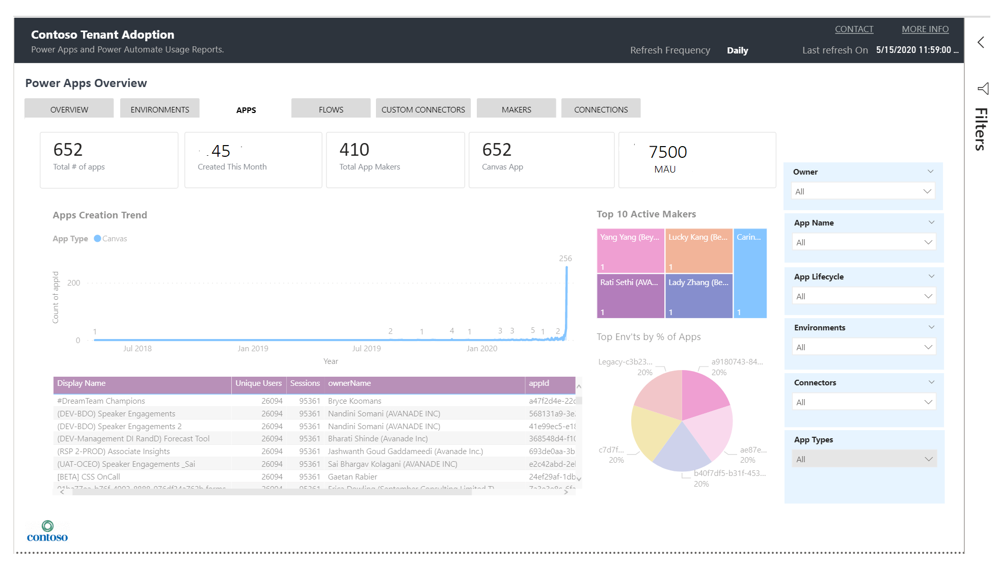 Contoso Tenant Adoption
Power Apps and Power Automate Usage Reports.
CONTACT
MORE INFO
Refresh Frequency Daily
Last refresh On 5/15/2020 11:59:00 ...
Filters
Power Apps Overview
OVERVIEW
ENVIRONMENTS
APPS
FLOWS
CUSTOM CONNECTORS
MAKERS
CONNECTIONS
652
Total # of apps
45
Created This Month
410
Total App Makers
652
Canvas App
7500
MAU
Apps Creation Trend
App Type Canvas
Count of appId
200
0
256
1
2
1
4
1
3
3
5
1
2
Jul 2018
Jan 2019
Jul 2019
Jan 2020
Year
Top 10 Active Makers
Yang Yang (Bey...
1
Lucky Kang (Be...
1
Carin...
1
Rati Sethi (AVA...
1
Lady Zhang (Be...
1
Top Env'ts by % of Apps
Legacy-c3b23...
20%
a9180743-84...
20%
c7d7f...
20%
ae87e...
20%
b40f7df5-b31f-453...
20%
Display Name Unique Users Sessions ownerName appId
#DreamTeam Champions 26094 95361 Bryce Koomans a47f2d4e-22c
(DEV-BDO) Speaker Engagements 26094 95361 Nandini Somani (AVANADE INC) 568131a9-3e
(DEV-BDO) Speaker Engagements 2 26094 95361 Nandini Somani (AVANADE INC) 41e99ec5-e18
(DEV-Management DI RandD) Forecast Tool 26094 95361 Bharati Shinde (Avanade Inc) 368548d4-f10
(RSP 2-PROD) Associate Insights 26094 95361 Jashwanth Goud Gaddameedi (Avanade Inc.) 693de0aa-3b
(UAT-OCEO) Speaker Engagements _Sai 26094 95361 Sai Bhargav Kolagani (AVANADE INC) e2c42abd-2e
[BETA] CSS OnCall 26094 95361 Gaetan Rabier 24ef29af-1db
26094 95361 Erica Dowling (September Consulting Limited T)
Owner
All
App Name
All
App Lifecycle
All
Environments
All
Connectors
All
App Types
All
contoso